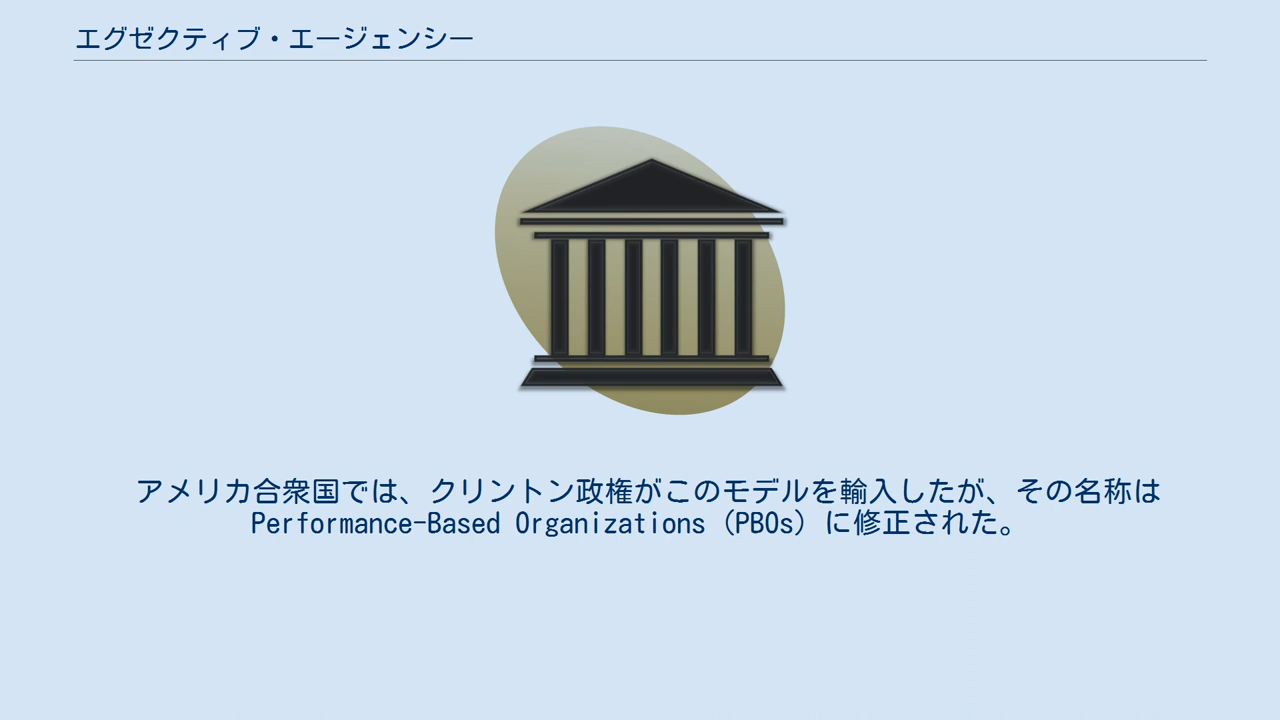 エグゼクティブ・エージェンシー
アメリカ合衆国では、クリントン政権がこのモデルを輸入したが、その名称は
Performance-Based Organizations (PBOs) に修正された。